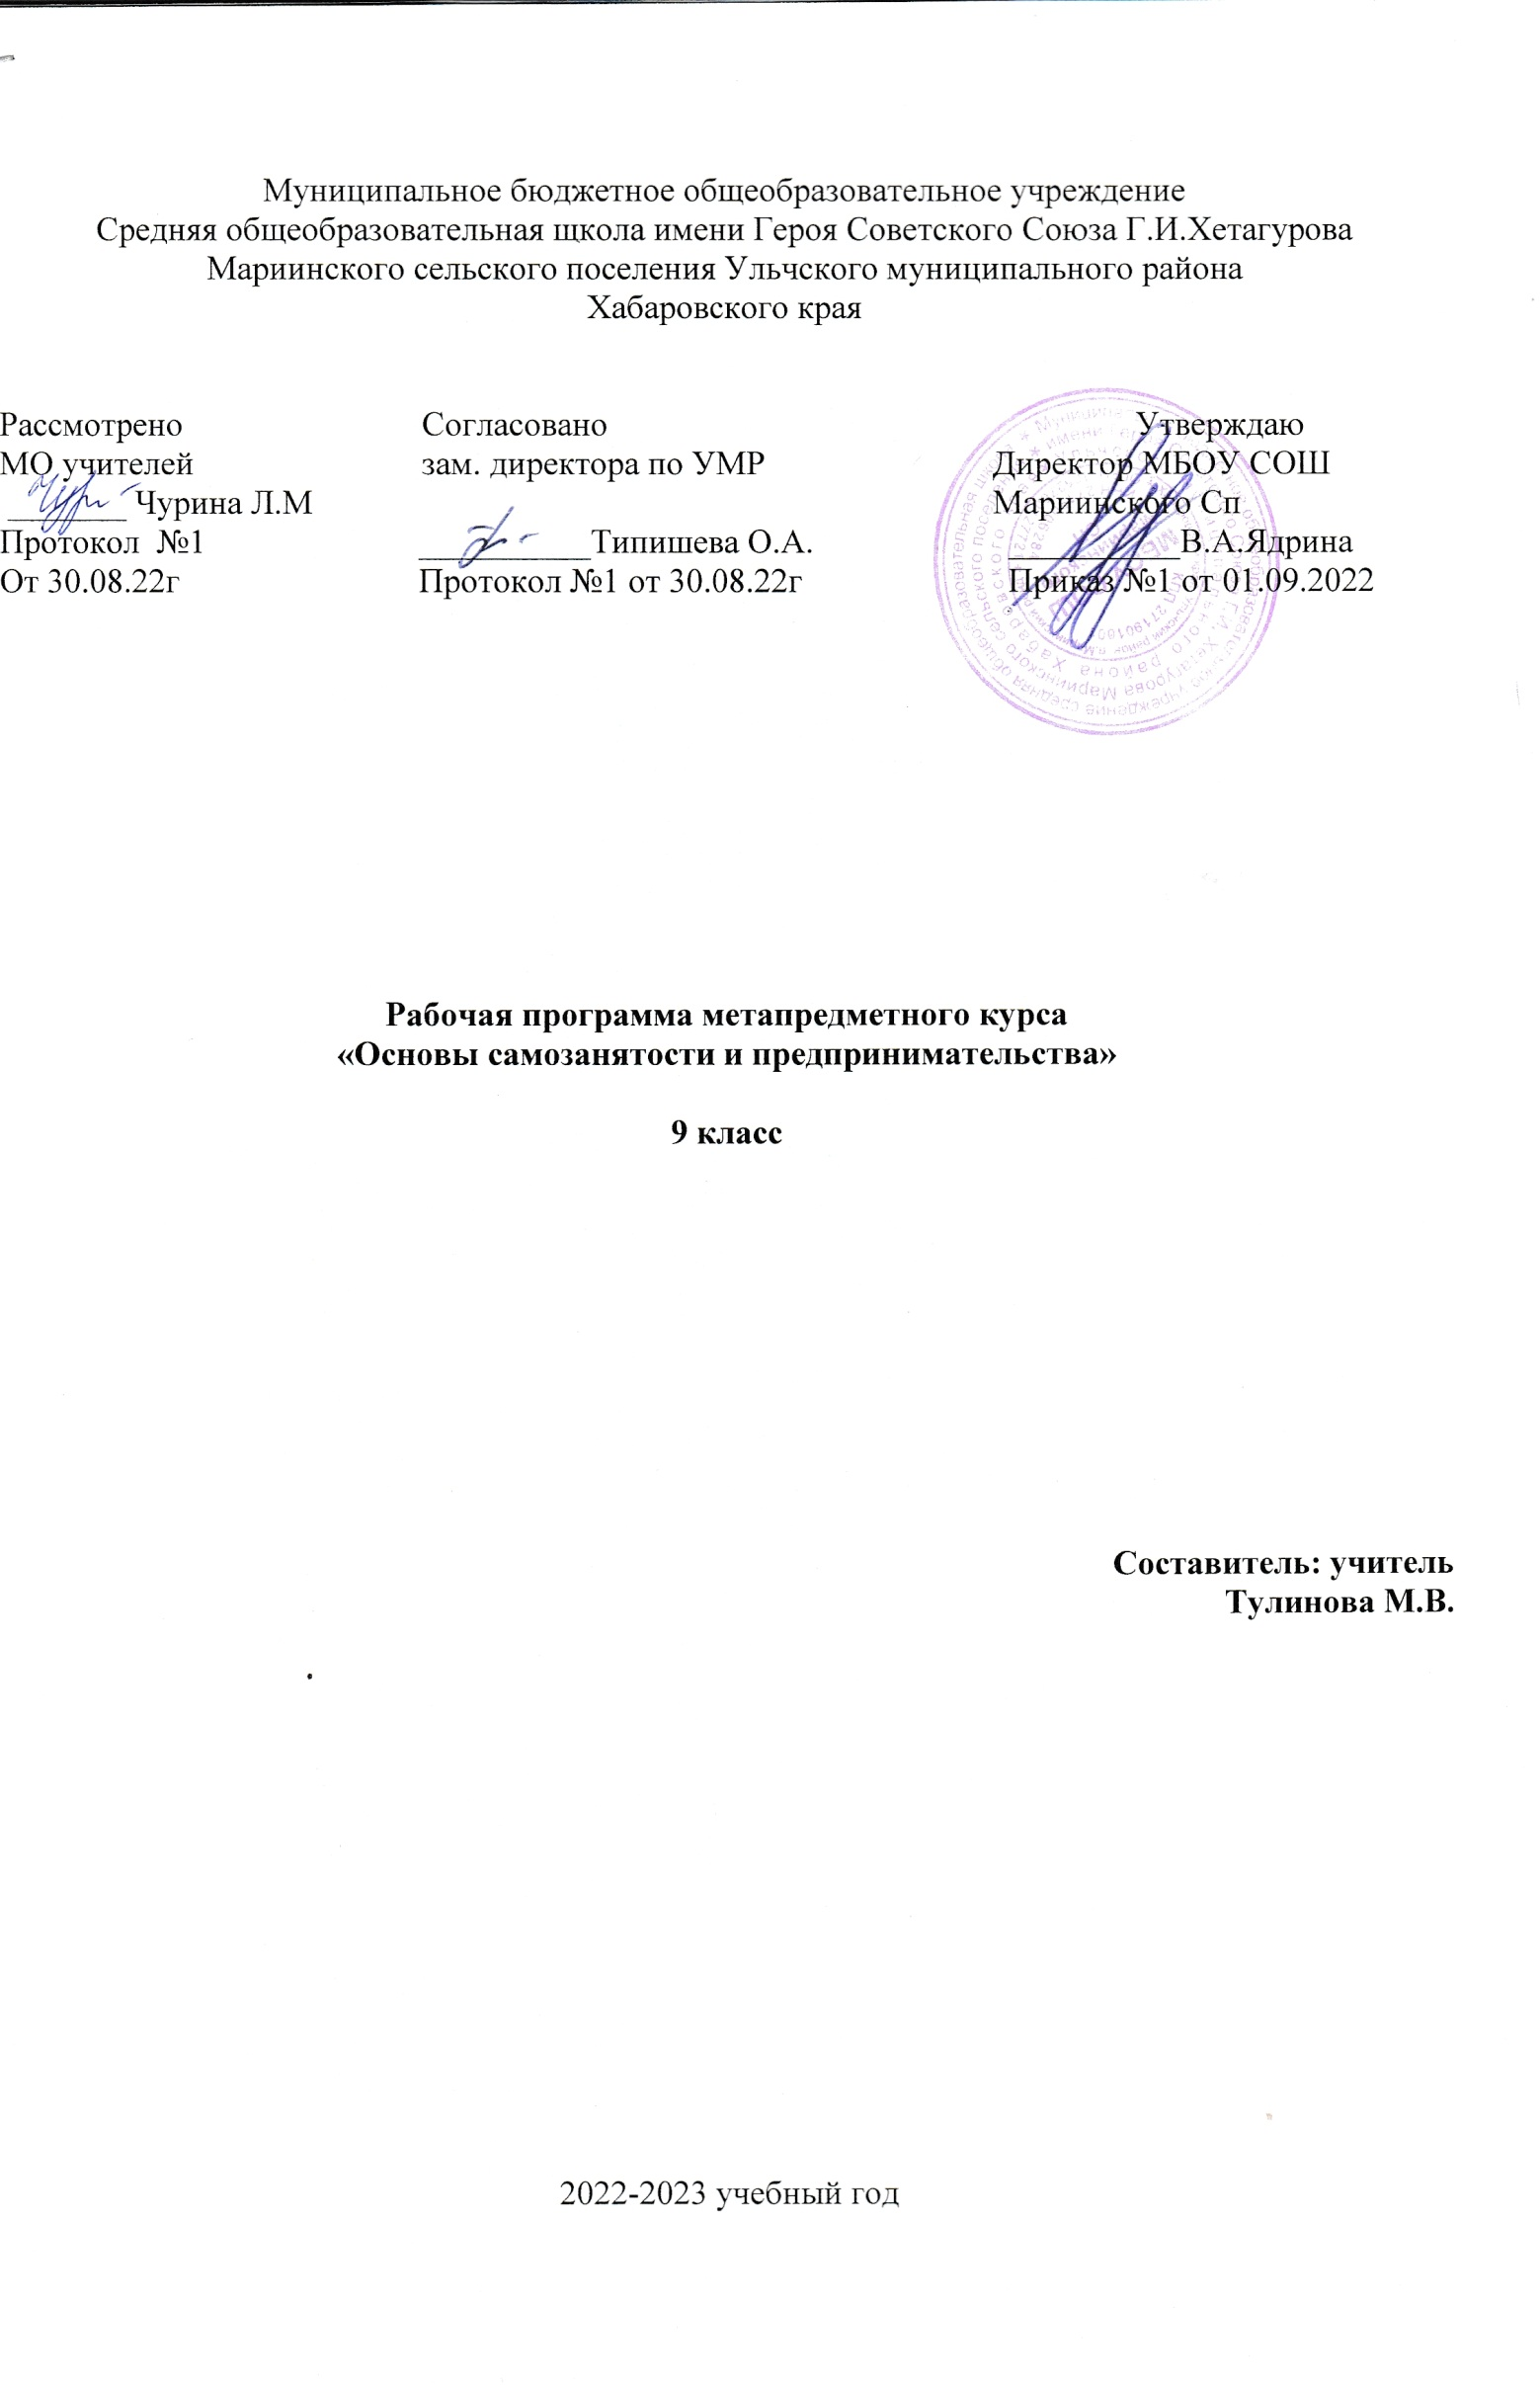 Муниципальное бюджетное общеобразовательное учреждение
Средняя общеобразовательная щкола имени Героя Советского Союза Г.И.Хетагурова
Мариинского сельского поселения Ульчского муниципального района
Хабаровского края
Рассмотрено
МО учителей
________Чурина Л.М
Протокол №1
От 30.08.22г
Согласовано
зам. директора по УМР
____________Типишева О.А.
Протокол №1 от 30.08.22г
Утверждаю
Директор МБОУ СОШ
Мариинского Сп
____________В.А.Ядрина
Приказ №1 от 01.09.2022
Рабочая программа метапредметного курса
«Основы самозанятости и предпринимательства»
9 класс
Составитель: учитель
Тулинова М.В.
2022-2023 учебный год